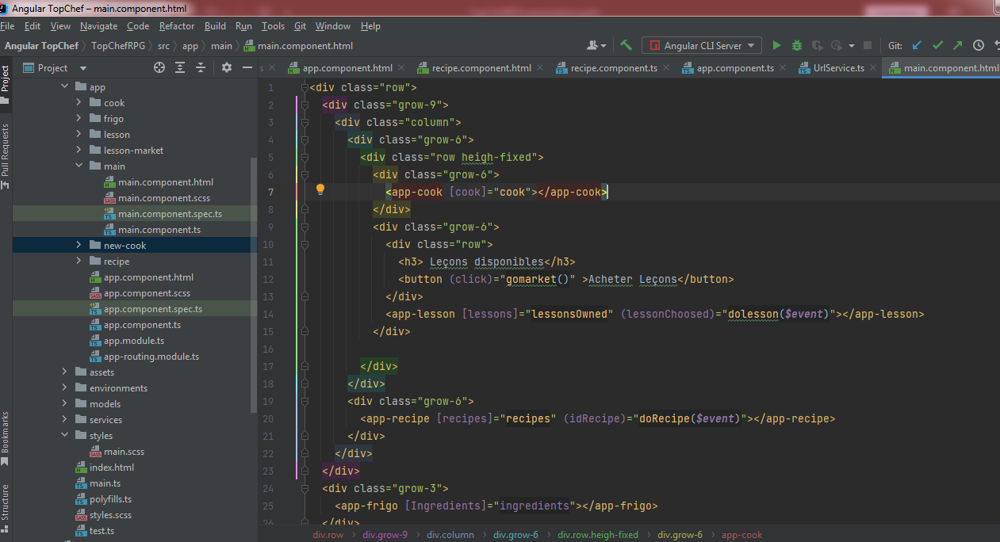 Angular TopChef – main.component.html
File Edit View Navigate Code Refactor Build Run Tools Git Window Help
Angular TopChef TopChefRPG src app main main.component.html Angular CLI Server Git:
Project app.component.html recipe.component.html recipe.component.ts app.component.ts UrlService.ts main.component.html
Project
Pull Requests
Bookmarks
Structure
app
cook
frigo
lesson
lesson-market
main
main.component.html
main.component.scss
main.component.spec.ts
main.component.ts
new-cook
recipe
app.component.html
app.component.scss
app.component.spec.ts
app.component.ts
app.module.ts
app-routing.module.ts
assets
environments
models
services
styles
main.scss
index.html
main.ts
polyfills.ts
styles.scss
test.ts
1 <div class="row">
2 <div class="grow-9">
3 <div class="column">
4 <div class="grow-6">
5 <div class="row heigh-fixed">
6 <div class="grow-6">
7 <app-cook [cook]="cook"></app-cook>
8 </div>
9 <div class="grow-6">
10 <div class="row">
11 <h3> Leçons disponibles</h3>
12 <button (click)="gomarket()" >Acheter Leçons</button>
13 </div>
14 <app-lesson [lessons]="lessonsOwned" (lessonChoosed)="dolesson($event)"></app-lesson>
15 </div>
16
17 </div>
18 </div>
19 <div class="grow-6">
20 <app-recipe [recipes]="recipes" (idRecipe)="doRecipe($event)"></app-recipe>
21 </div>
22 </div>
23 </div>
24 <div class="grow-3">
25 <app-frigo [Ingredients]="ingredients"></app-frigo>
26 </div>
div.row div.grow-9 div.column div.grow-6 div.row.heigh-fixed div.grow-6 app-cook